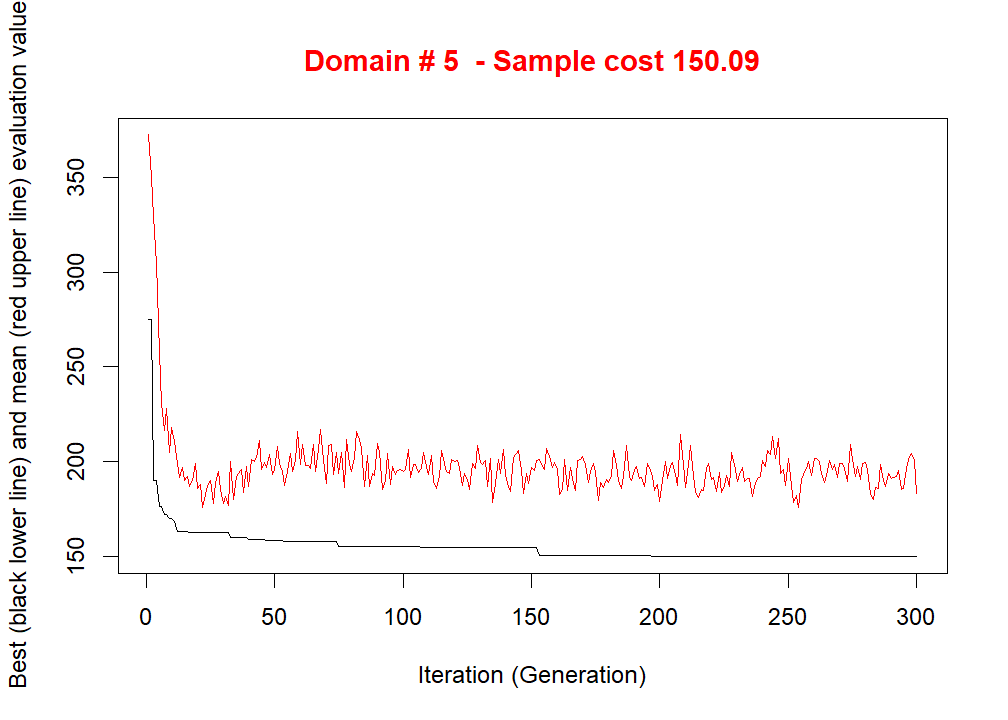 Domain # 5  - Sample cost 150.09
Best (black lower line) and mean (red upper line) evaluation value
350
300
250
200
150
0 50 100 150 200 250 300
Iteration (Generation)